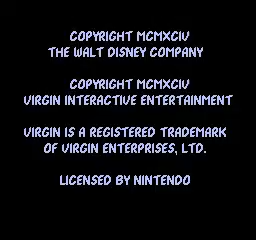 COPYRIGHT MCMXCIV
THE WALT DISNEY COMPANY
COPYRIGHT MCMXCIV
VIRGIN INTERACTIVE ENTERTAINMENT
VIRGIN IS A REGISTERED TRADEMARK
OF VIRGIN ENTERPRISES, LTD.
LICENSED BY NINTENDO